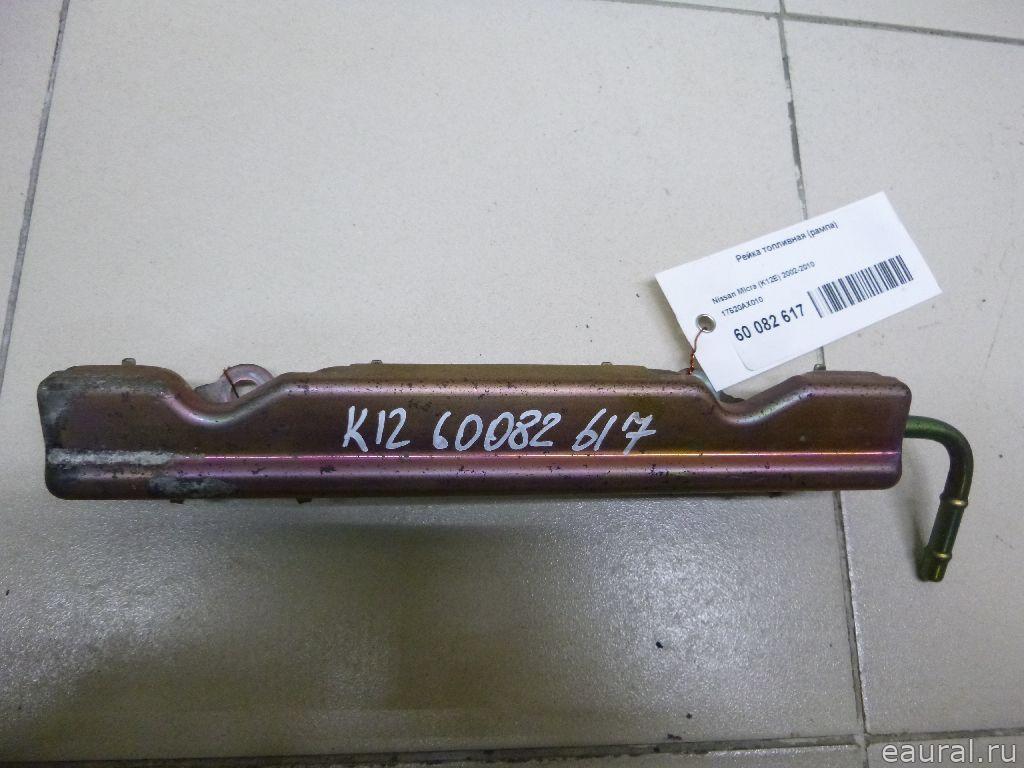 Рейка топливная (рампа)
Nissan Micra (K12E) 2002-2010
17520AX010
60 082 617
K12 60082 617
eaural.ru